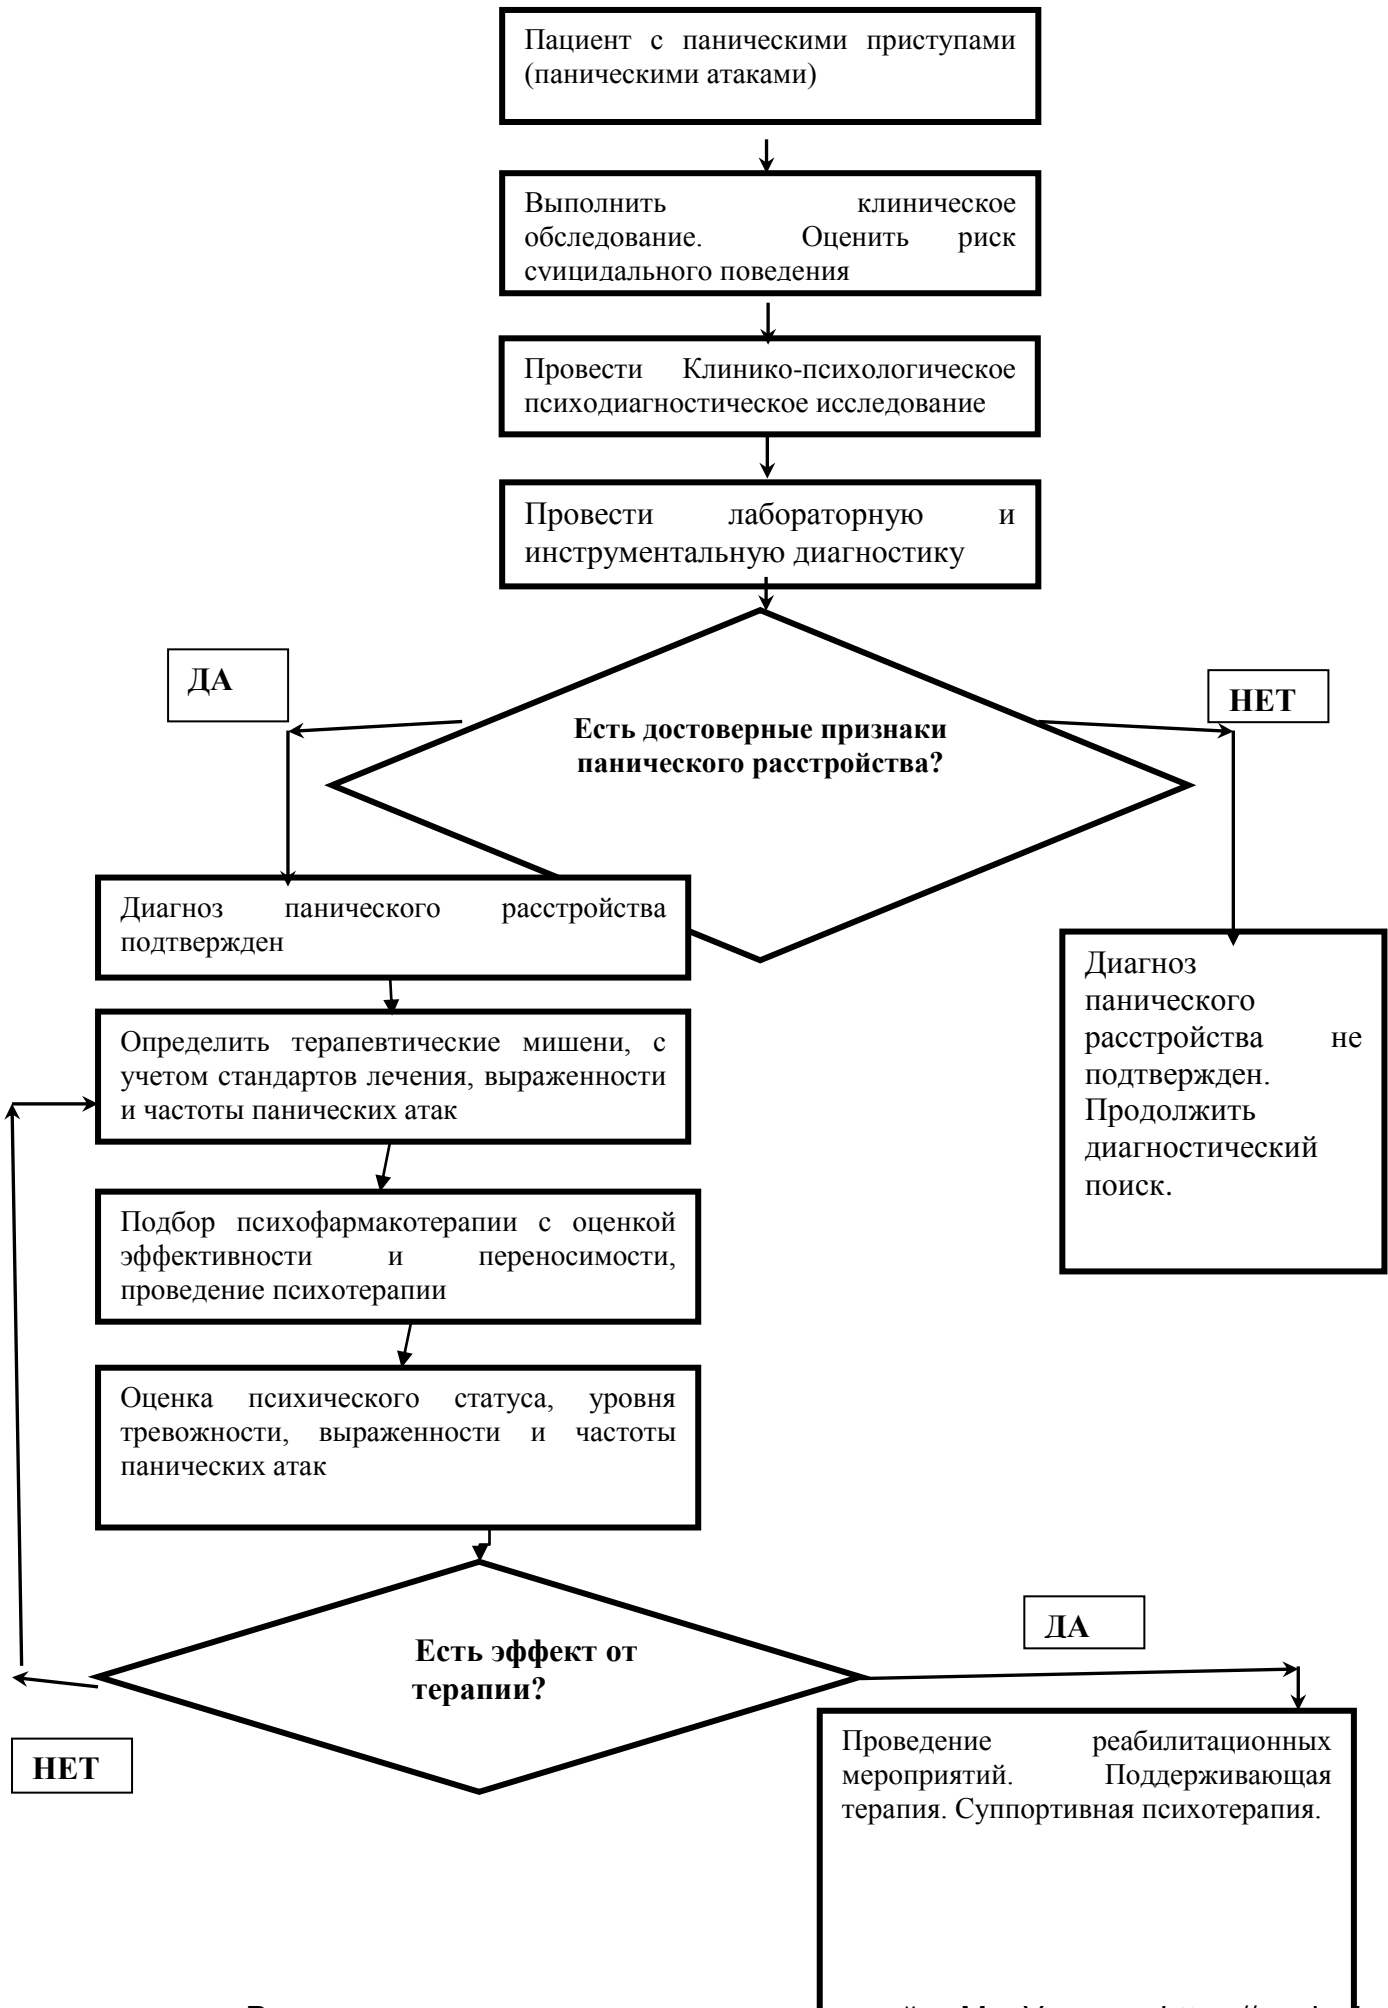 Пациент с паническими приступами
(паническими атаками)
Выполнить клиническое
обследование. Оценить риск
суицидального поведения
Провести Клинико-психологическое
психодиагностическое исследование
Провести лабораторную и
инструментальную диагностику
ДА
НЕТ
Есть достоверные признаки
панического расстройства?
Диагноз панического расстройства
подтвержден
Диагноз
панического
расстройства не
подтвержден.
Продолжить
диагностический
поиск.
Определить терапевтические мишени, с
учетом стандартов лечения, выраженности
и частоты панических атак
Подбор психофармакотерапии с оценкой
эффективности и переносимости,
проведение психотерапии
Оценка психического статуса, уровня
тревожности, выраженности и частоты
панических атак
ДА
Есть эффект от
терапии?
НЕТ
Проведение реабилитационных
мероприятий. Поддерживающая
терапия. Суппортивная психотерапия.